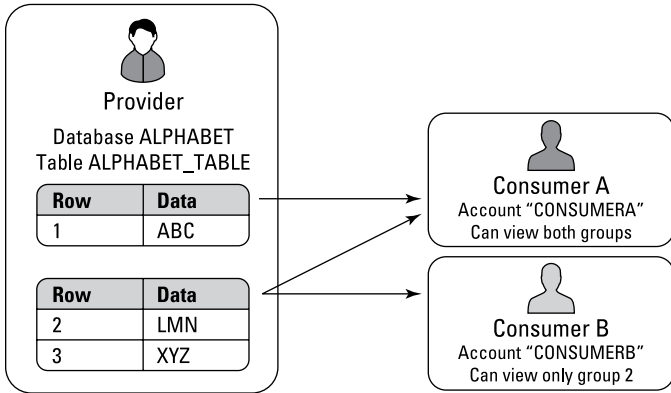 Provider
Database ALPHABET
Table ALPHABET_TABLE
Row Data
1 ABC
Row Data
2 LMN
3 XYZ
Consumer A
Account “CONSUMERA”
Can view both groups
Consumer B
Account “CONSUMERB”
Can view only group 2